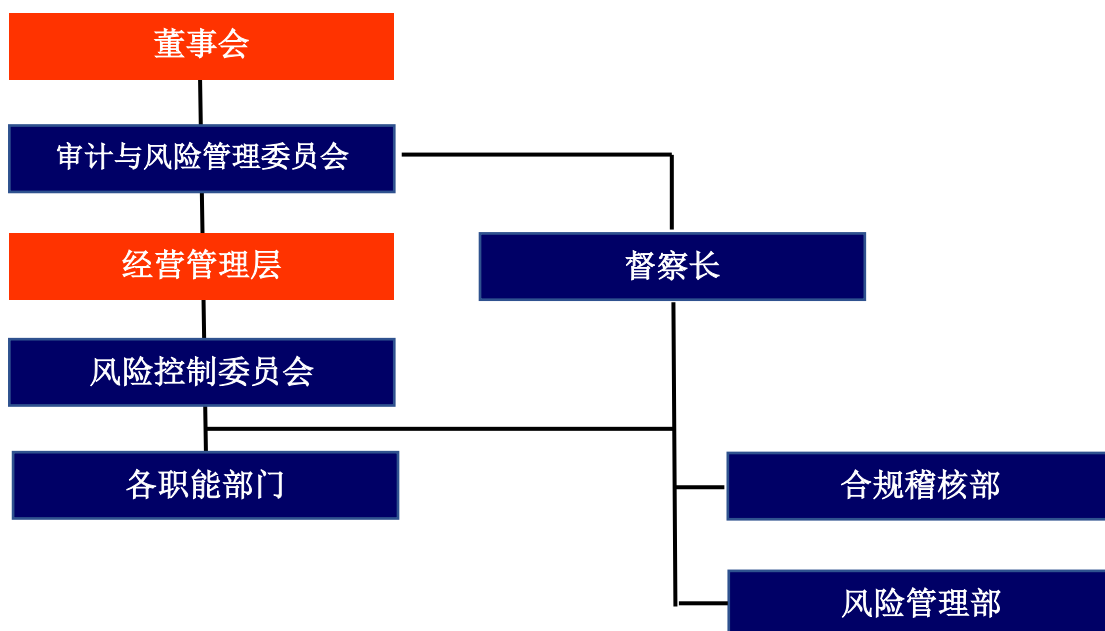 董事会
审计与风险管理委员会
经营管理层
督察长
风险控制委员会
各职能部门
合规稽核部
风险管理部